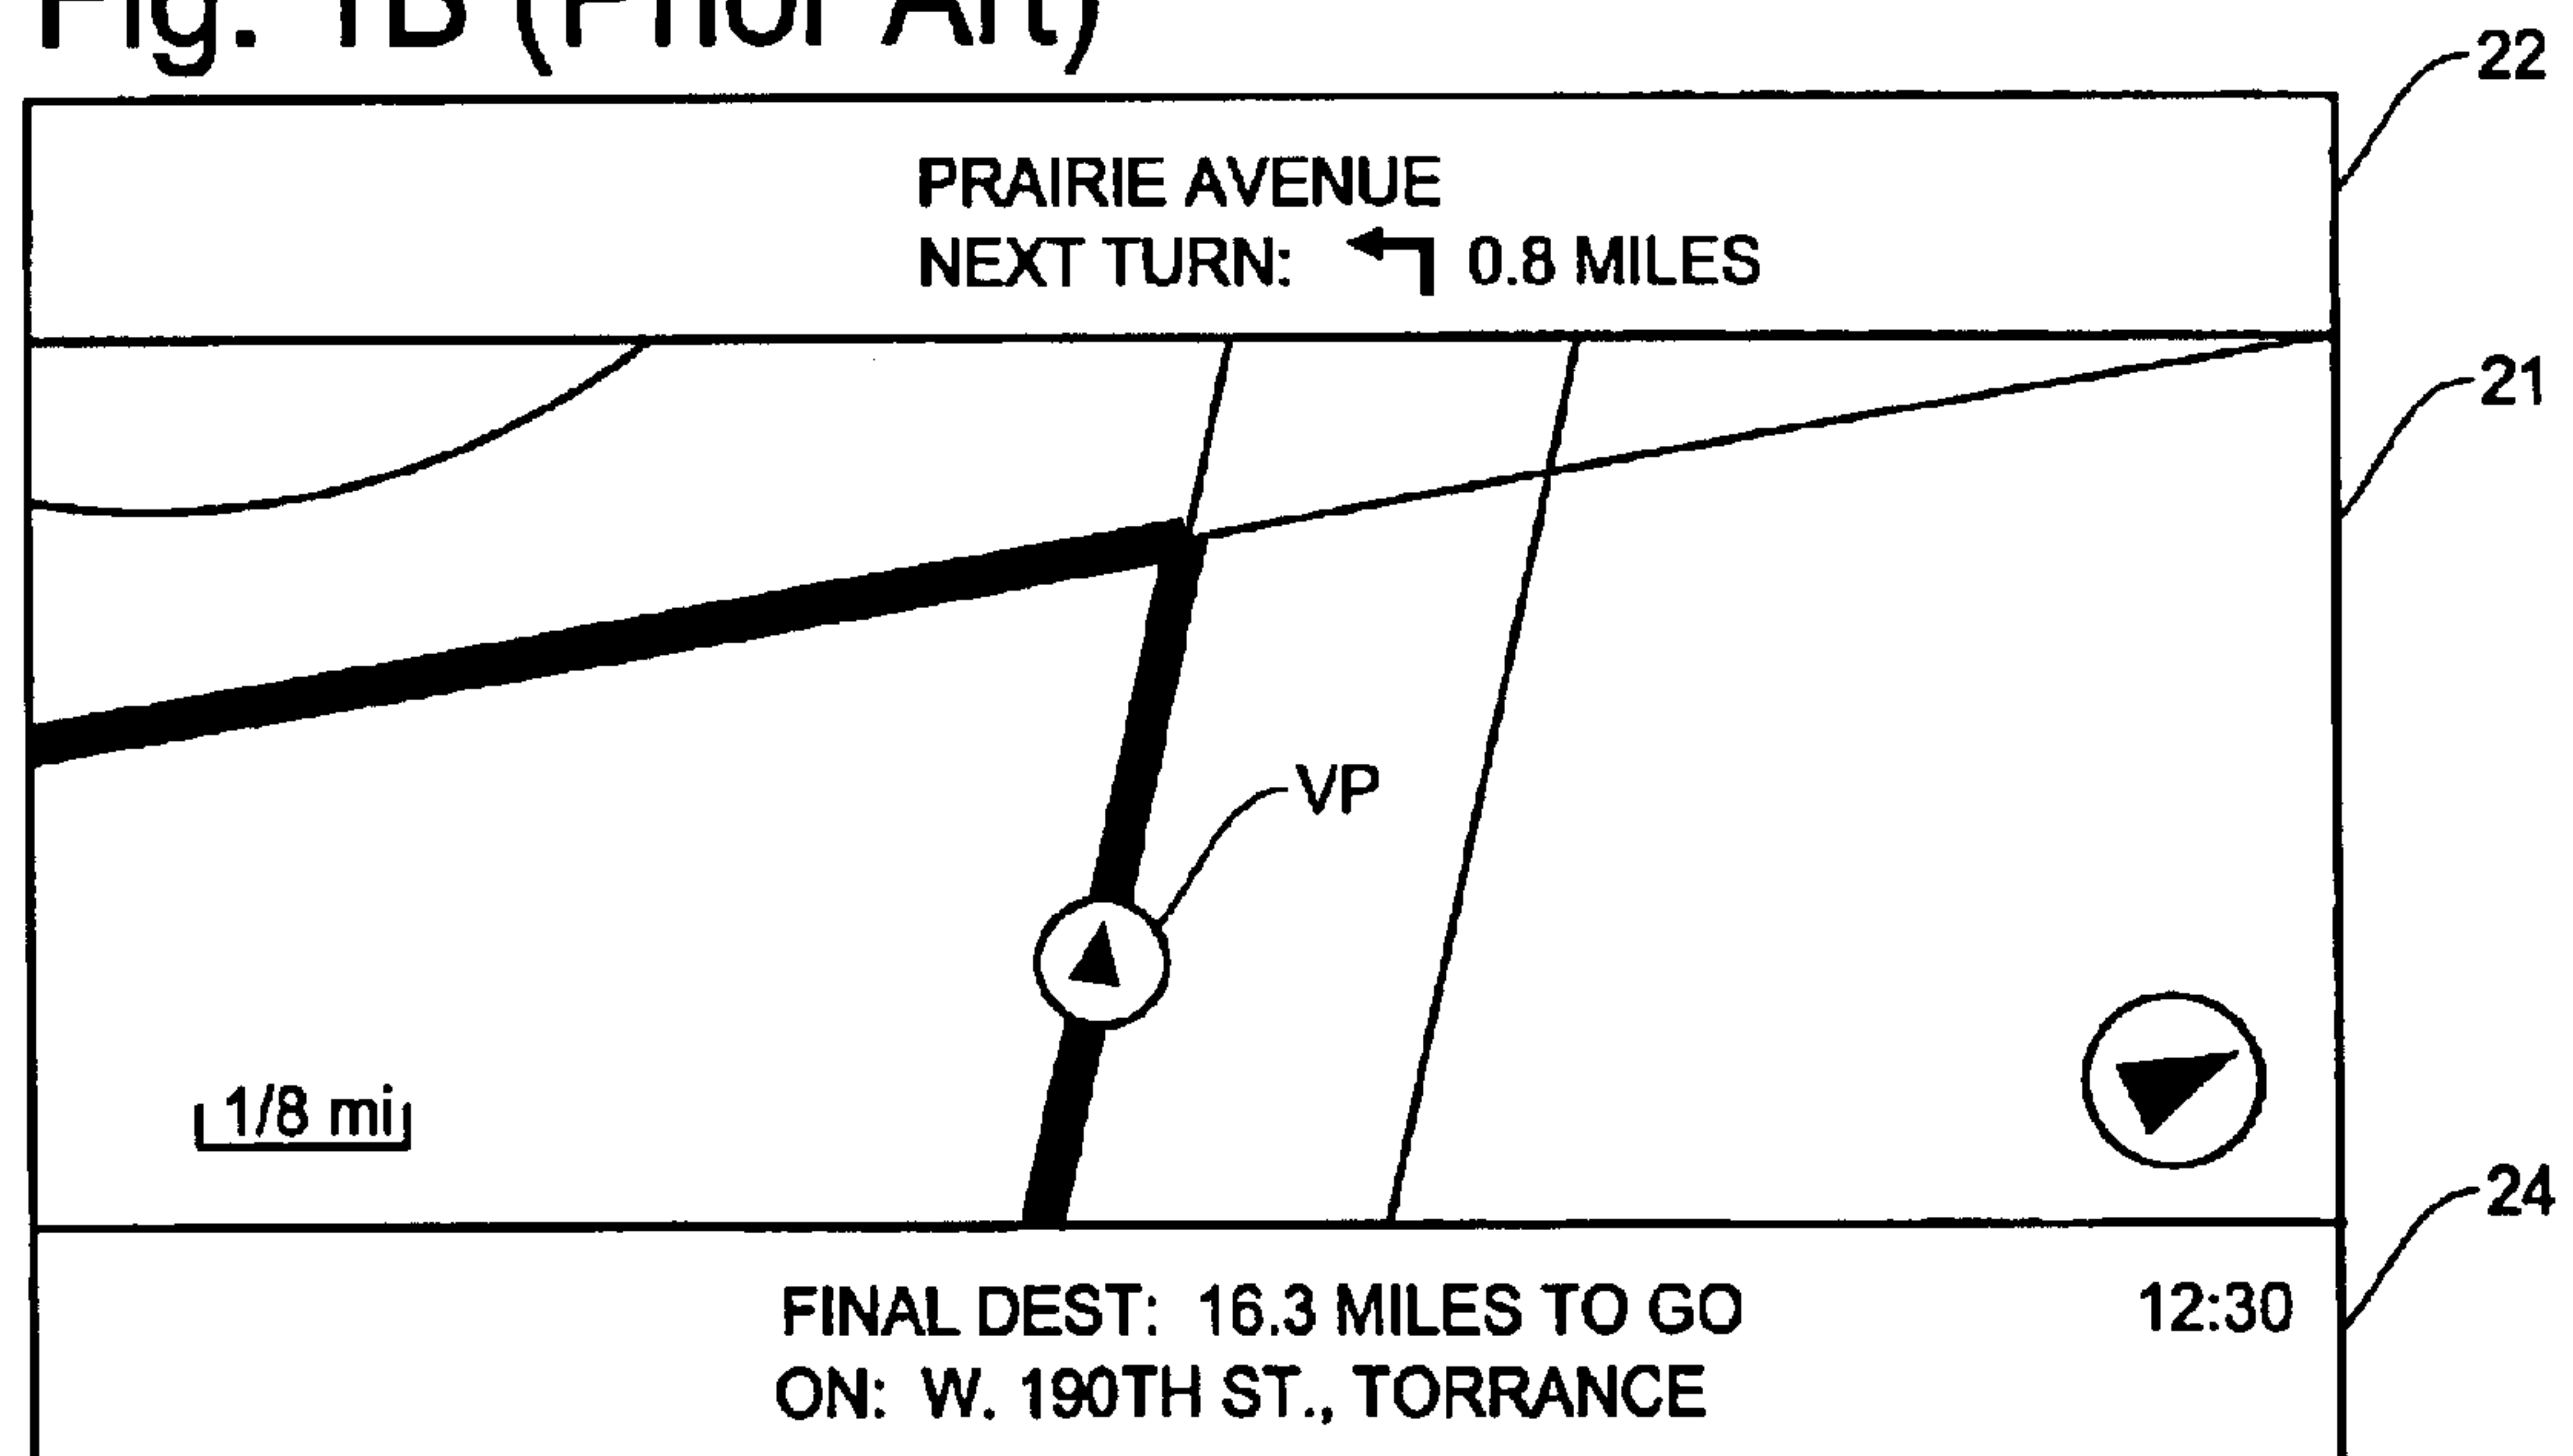 Fig. 1B (Prior Art)
22
PRAIRIE AVENUE
NEXT TURN: 0.8 MILES
21
VP
1/8 mi
24
FINAL DEST: 16.3 MILES TO GO
12:30
ON: W. 190TH ST., TORRANCE